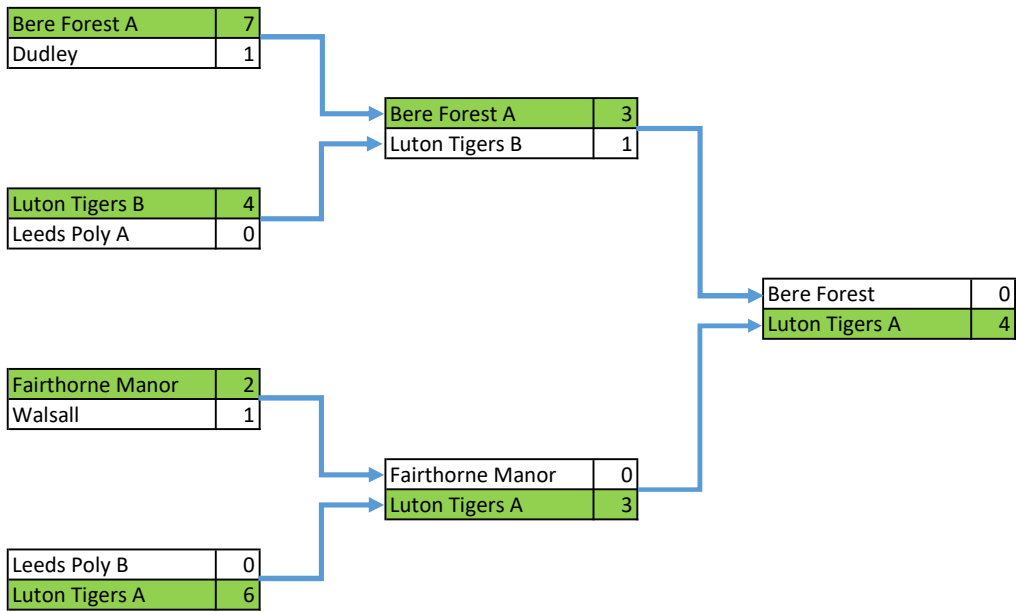 Bere Forest A 7
Dudley 1
Bere Forest A 3
Luton Tigers B 1
Luton Tigers B 4
Leeds Poly A 0
Bere Forest 0
Luton Tigers A 4
Fairthorne Manor 2
Walsall 1
Fairthorne Manor 0
Luton Tigers A 3
Leeds Poly B 0
Luton Tigers A 6